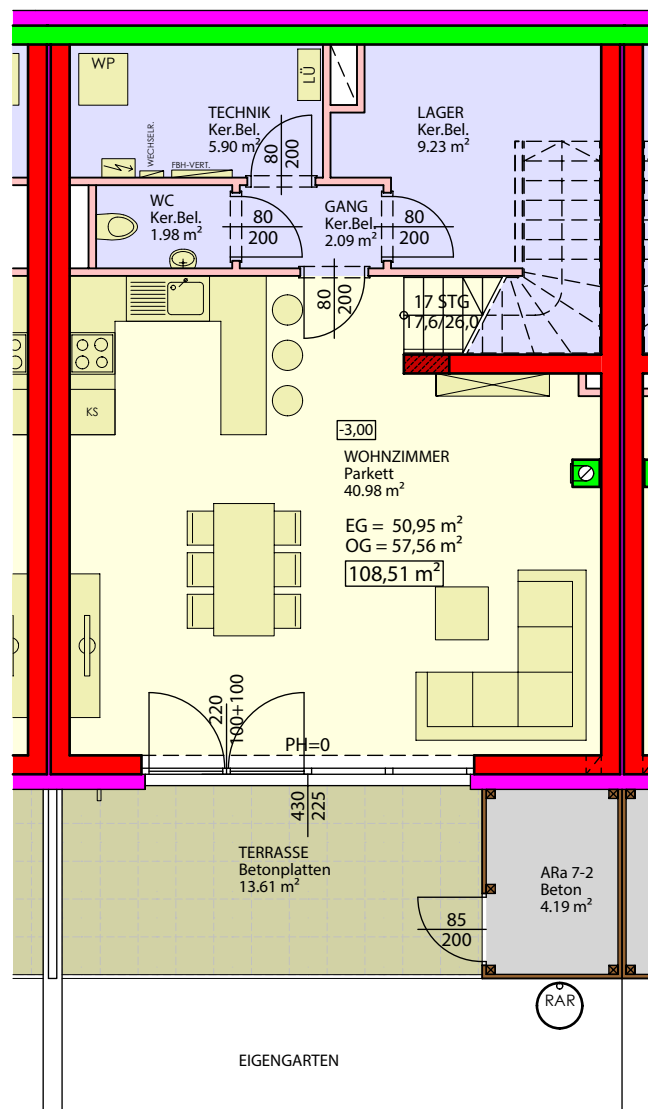 WP
LÜ
TECHNIK
Ker.Bel.
5.90 m²
LAGER
Ker.Bel.
9.23 m²
WECHSELR.
FBH-VERT.
80
200
WC
Ker.Bel.
1.98 m²
80
200
GANG
Ker.Bel.
2.09 m²
80
200
80
200
17 STG
17,6/26,0
KS
-3,00
WOHNZIMMER
Parkett
40.98 m²
EG = 50,95 m²
OG = 57,56 m²
108,51 m²
220
100+100
PH=0
430
225
TERRASSE
Betonplatten
13.61 m²
ARa 7-2
Beton
4.19 m²
85
200
RAR
EIGENGARTEN